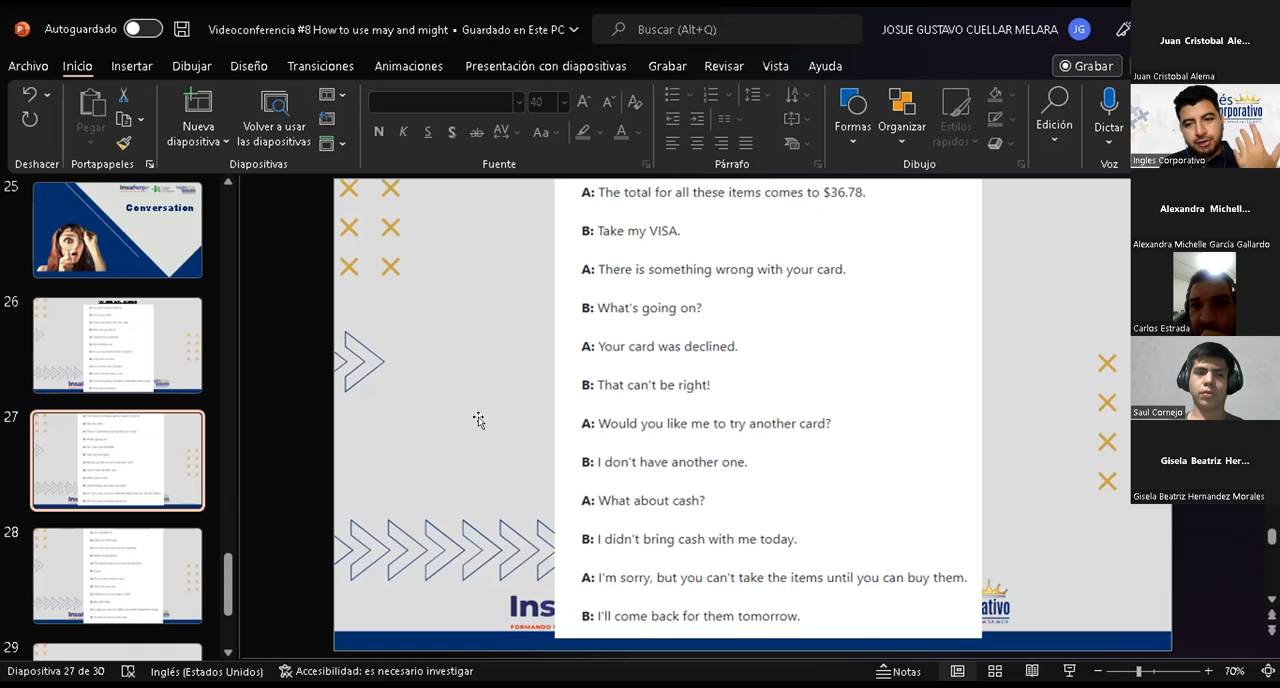 Autoguardado
Videoconferencia #8 How to use may and might • Guardado en Este PC
Buscar (Alt+Q)
JOSUE GUSTAVO CUELLAR MELARA
JG
Archivo
Inicio
Insertar
Dibujar
Diseño
Transiciones
Animaciones
Presentación con diapositivas
Grabar
Revisar
Vista
Ayuda
Grabar
Pegar
Nueva
diapositiva
Volver a usar
las diapositivas
40
N K S S ab AV Aa A
Formas
Organizar
Estilos
rápidos
Edición
Dictar
Deshacer
Portapapeles
Diapositivas
Fuente
Párrafo
Dibujo
Voz
25
Insaforp
Conversation
26
27
28
29
A: The total for all these items comes to $36.78.
B: Take my VISA.
A: There is something wrong with your card.
B: What's going on?
A: Your card was declined.
B: That can't be right!
A: Would you like me to try another card?
B: I don't have another one.
A: What about cash?
B: I didn't bring cash with me today.
A: I'm sorry, but you can't take the items until you can buy them.
B: I'll come back for them tomorrow.
Juan Cristobal Ale...
Juan Cristobal Alema
Ingles Corporativo
Alexandra Michell...
Alexandra Michelle García Gallardo
Carlos Estrada
Saul Cornejo
Gisela Beatriz Her...
Gisela Beatriz Hernandez Morales
Diapositiva 27 de 30
Inglés (Estados Unidos)
Accesibilidad: es necesario investigar
Notas
70%